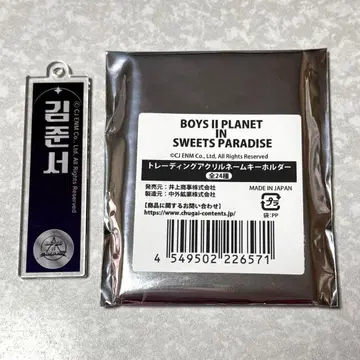 김준서
© CJ ENM Co., Ltd. All Rights Reserved
BOYS II PLANET
IN
SWEETS PARADISE
©CJ ENM Co., Ltd, All Rights Reserved
トレーディングアクリルネームキーホルダー
全24種
発売元：井上商事株式会社
製造元：中外鉱業株式会社
MADE IN JAPAN
【商品に関するお問い合わせ】
https://www.chugai-contents.jp/
プラ
袋:PP
4 549502 226571